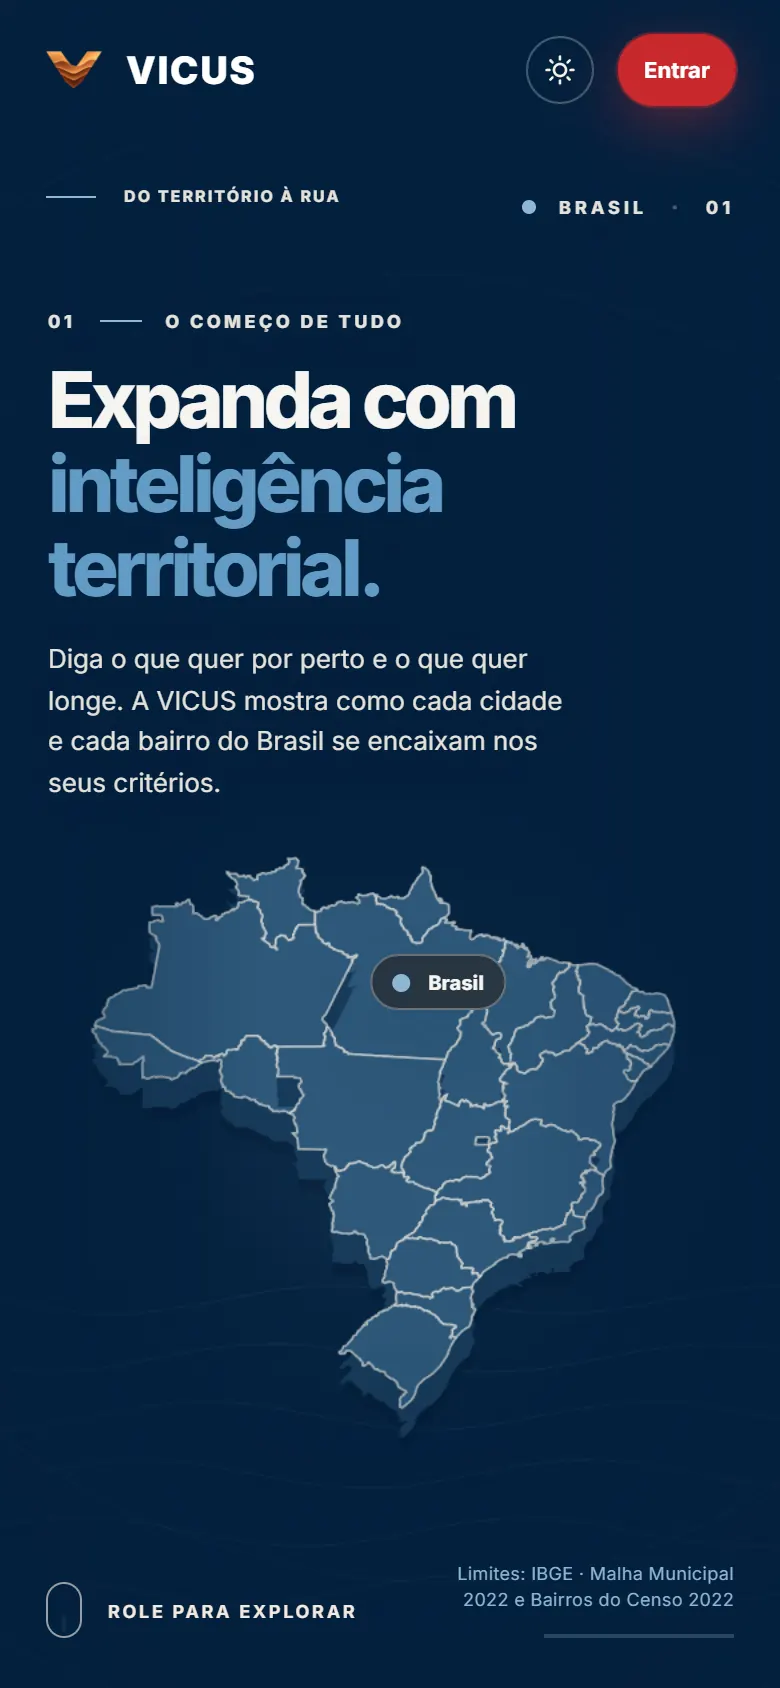 VICUS
Entrar
DO TERRITÓRIO À RUA
BRASIL · 01
01 — O COMEÇO DE TUDO
Expanda com
inteligência
territorial.
Diga o que quer por perto e o que quer
longe. A VICUS mostra como cada cidade
e cada bairro do Brasil se encaixam nos
seus critérios.
Brasil
ROLE PARA EXPLORAR
Limites: IBGE · Malha Municipal
2022 e Bairros do Censo 2022